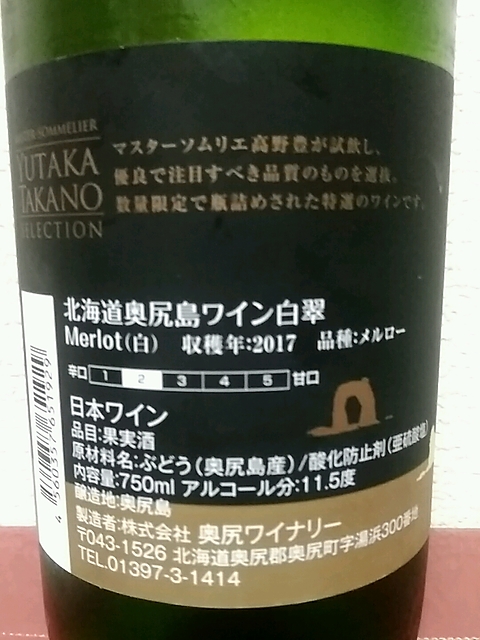 SOMMELIER
YUTAKA
TAKANO
SELECTION
マスターソムリエ高野豊が試飲し、
優良で注目すべき品質のものを選抜。
数量限定で瓶詰めされた特選のワインです。
北海道奥尻島ワイン白翠
Merlot(白) 収穫年:2017 品種:メルロー
辛口 1 2 3 4 5 甘口
日本ワイン
品目:果実酒
原材料名:ぶどう(奥尻島産)/酸化防止剤(亜硫酸塩)
内容量:750ml アルコール分:11.5度
醸造地:奥尻島
製造者:株式会社 奥尻ワイナリー
〒043-1526 北海道奥尻郡奥尻町字湯浜300番地
TEL.01397-3-1414
4 560357 651929